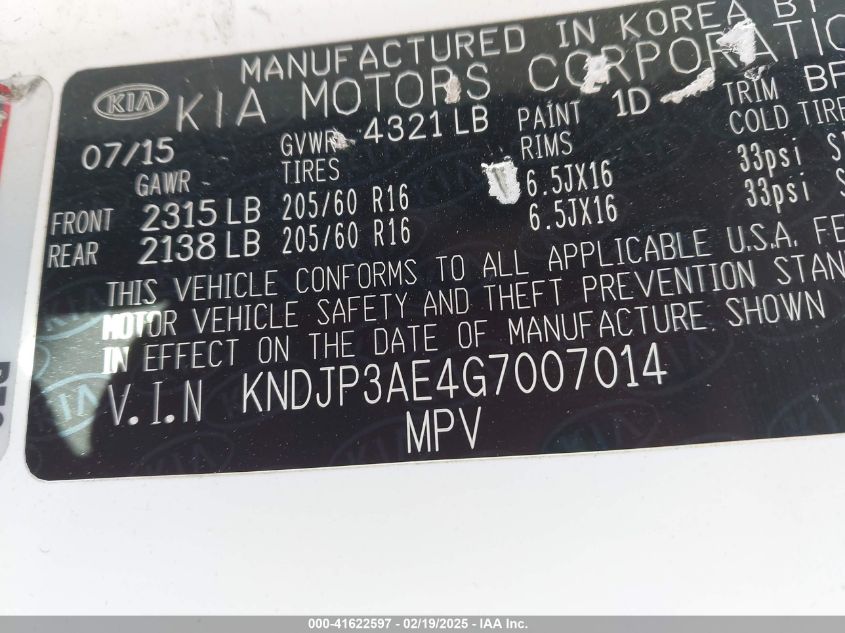 MANUFACTURED IN KOREA BY
KIA KIA MOTORS CORPORATIO
07/15 GVWR 4321 LB PAINT 1D TRIM BF
GAWR TIRES RIMS COLD TIRE
FRONT 2315 LB 205/60 R16 6.5JX16 33psi
REAR 2138 LB 205/60 R16 6.5JX16 33psi
THIS VEHICLE CONFORMS TO ALL APPLICABLE U.S.A. FE
MOTOR VEHICLE SAFETY AND THEFT PREVENTION STAN
IN EFFECT ON THE DATE OF MANUFACTURE SHOWN
V.I.N KNDJP3AE4G7007014
MPV
000-41622597 - 02/19/2025 - IAA Inc.